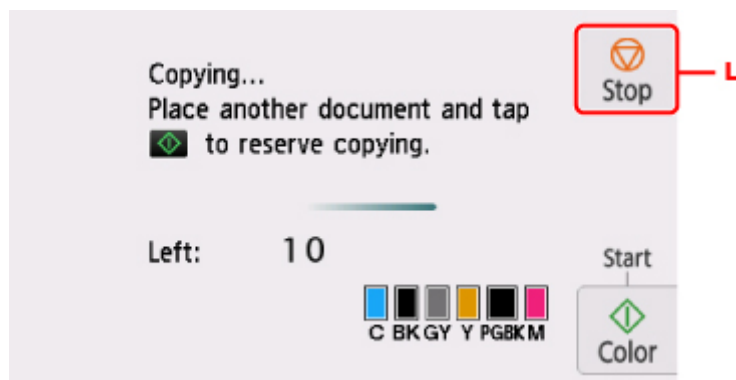 Copying...
Place another document and tap
to reserve copying.
Left: 10
C BK GY Y PGBK M
Stop
L
Start
Color